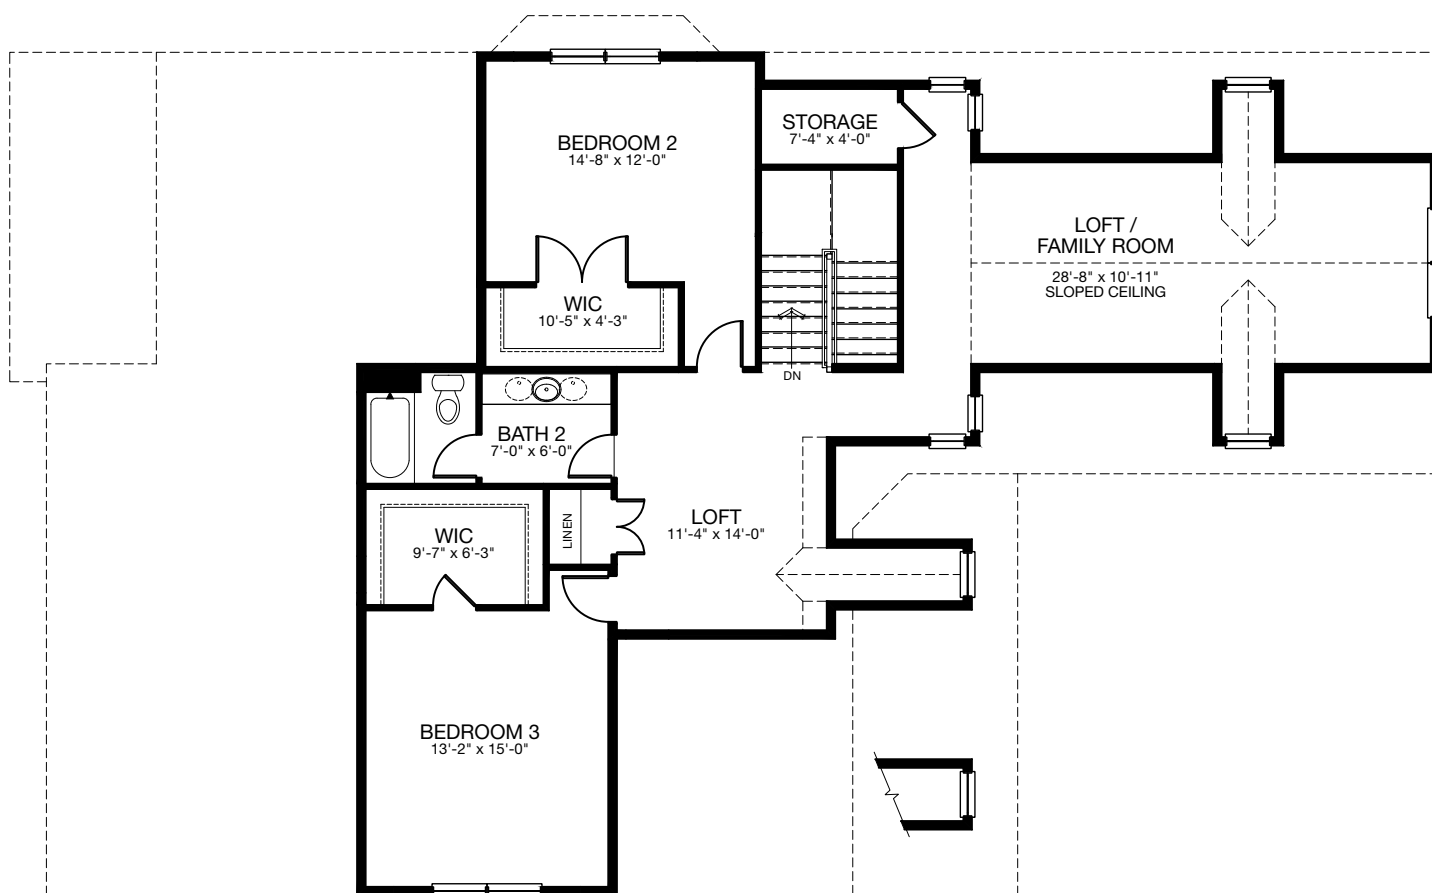 STORAGE
7'-4" x 4'-0"
BEDROOM 2
14'-8" x 12'-0"
LOFT /
FAMILY ROOM
28'-8" x 10'-11"
SLOPED CEILING
WIC
10'-5" x 4'-3"
DN
BATH 2
7'-0" x 6'-0"
LINEN
LOFT
11'-4" x 14'-0"
WIC
9'-7" x 6'-3"
BEDROOM 3
13'-2" x 15'-0"